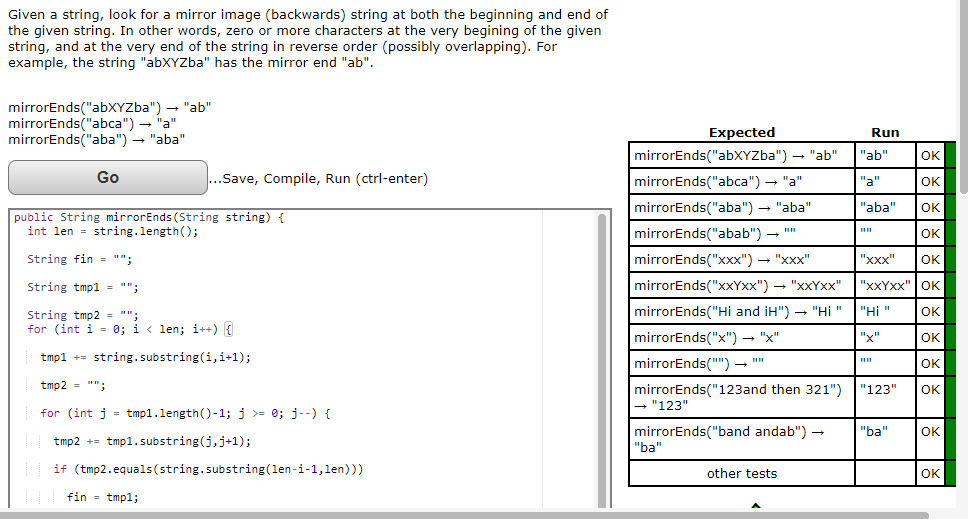 Given a string, look for a mirror image (backwards) string at both the beginning and end of
the given string. In other words, zero or more characters at the very begining of the given
string, and at the very end of the string in reverse order (possibly overlapping). For
example, the string "abXYZba" has the mirror end "ab".
mirrorEnds("abXYZba") → "ab"
mirrorEnds("abca") → "a"
mirrorEnds("aba") → "aba"
Go
...Save, Compile, Run (ctrl-enter)
public String mirrorEnds(String string) {
int len = string.length();
String fin = "";
String tmp1 = "";
String tmp2 = "";
for (int i = 0; i < len; i++) {
tmp1 += string.substring(i,i+1);
tmp2 = "";
for (int j = tmp1.length()-1; j >= 0; j--) {
tmp2 += tmp1.substring(j,j+1);
if (tmp2.equals(string.substring(len-i-1,len)))
fin = tmp1;
Expected Run
mirrorEnds("abXYZba") → "ab" "ab" OK
mirrorEnds("abca") → "a" "a" OK
mirrorEnds("aba") → "aba" "aba" OK
mirrorEnds("abab") → "" "" OK
mirrorEnds("xxx") → "xxx" "xxx" OK
mirrorEnds("xxYxx") → "xxYxx" "xxYxx" OK
mirrorEnds("Hi and iH") → "Hi " "Hi " OK
mirrorEnds("x") → "x" "x" OK
mirrorEnds("") → "" "" OK
mirrorEnds("123and then 321") "123" OK
→ "123"
mirrorEnds("band andab") → "ba" OK
"ba"
other tests OK